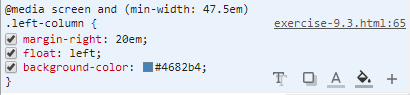 @media screen and (min-width: 47.5em)
.left-column { exercise-9.3.html:65
margin-right: 20em;
float: left;
background-color: #4682b4;
}